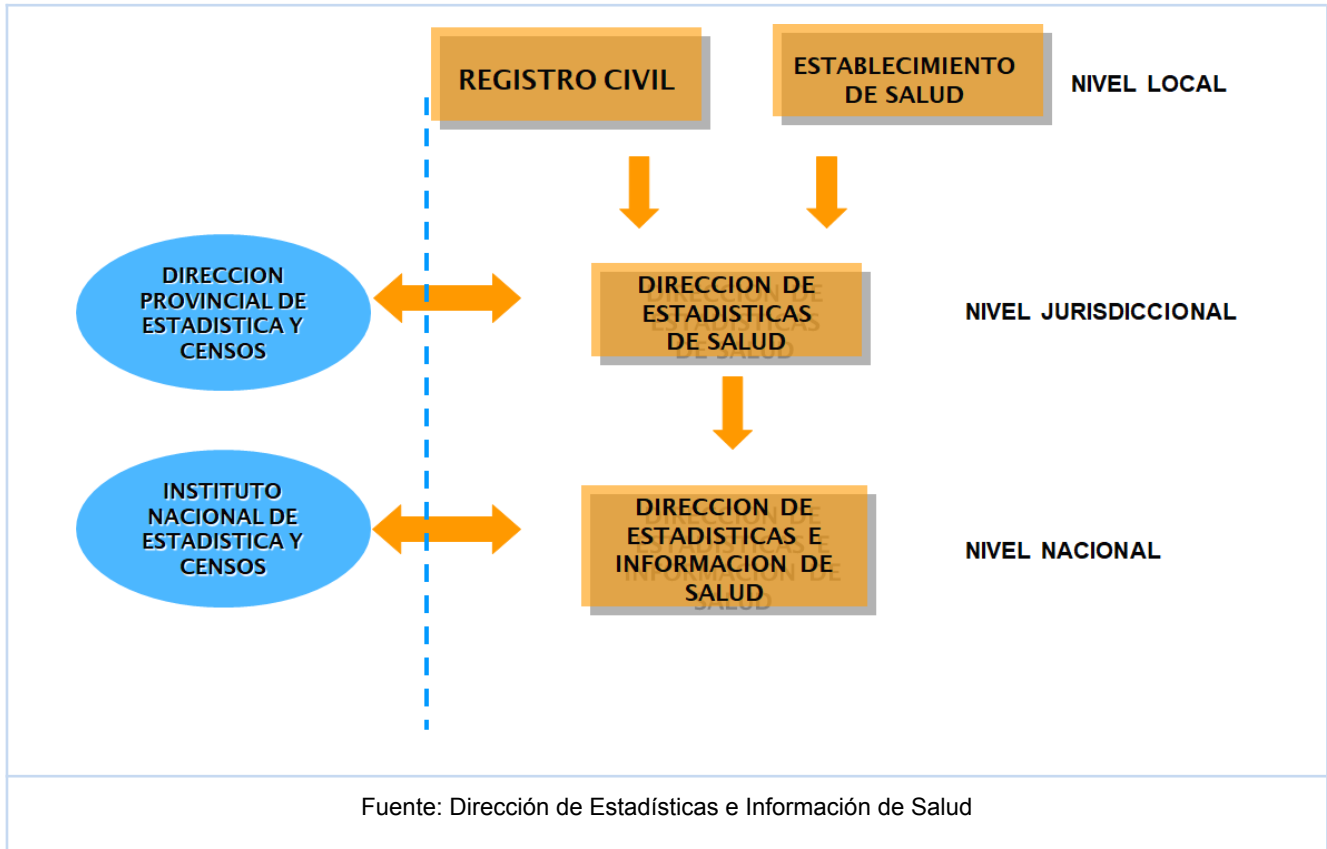 REGISTRO CIVIL
ESTABLECIMIENTO
DE SALUD
NIVEL LOCAL
DIRECCION
PROVINCIAL DE
ESTADISTICA Y
CENSOS
DIRECCION DE
ESTADISTICAS
DE SALUD
NIVEL JURISDICCIONAL
INSTITUTO
NACIONAL DE
ESTADISTICA Y
CENSOS
DIRECCION DE
ESTADISTICAS E
INFORMACION DE
SALUD
NIVEL NACIONAL
Fuente: Dirección de Estadísticas e Información de Salud